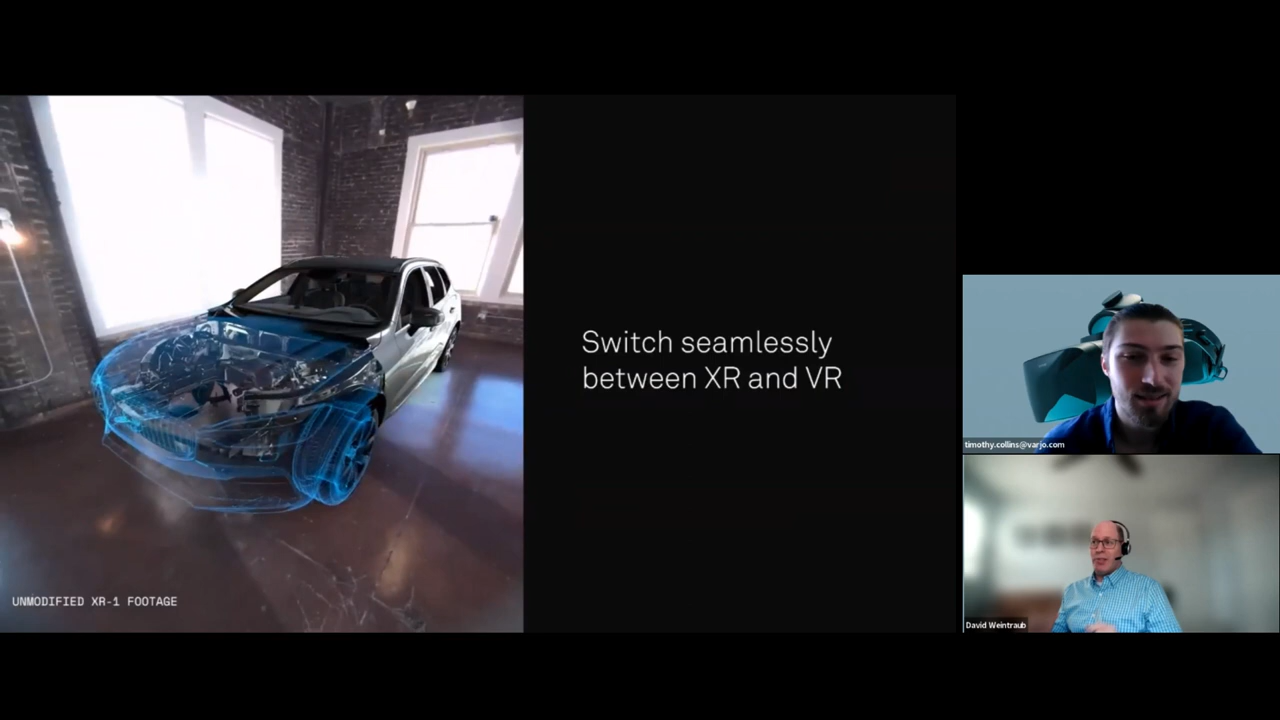 Switch seamlessly
between XR and VR
UNMODIFIED XR-1 FOOTAGE
timothy.collins@varjo.com
David Weintraub